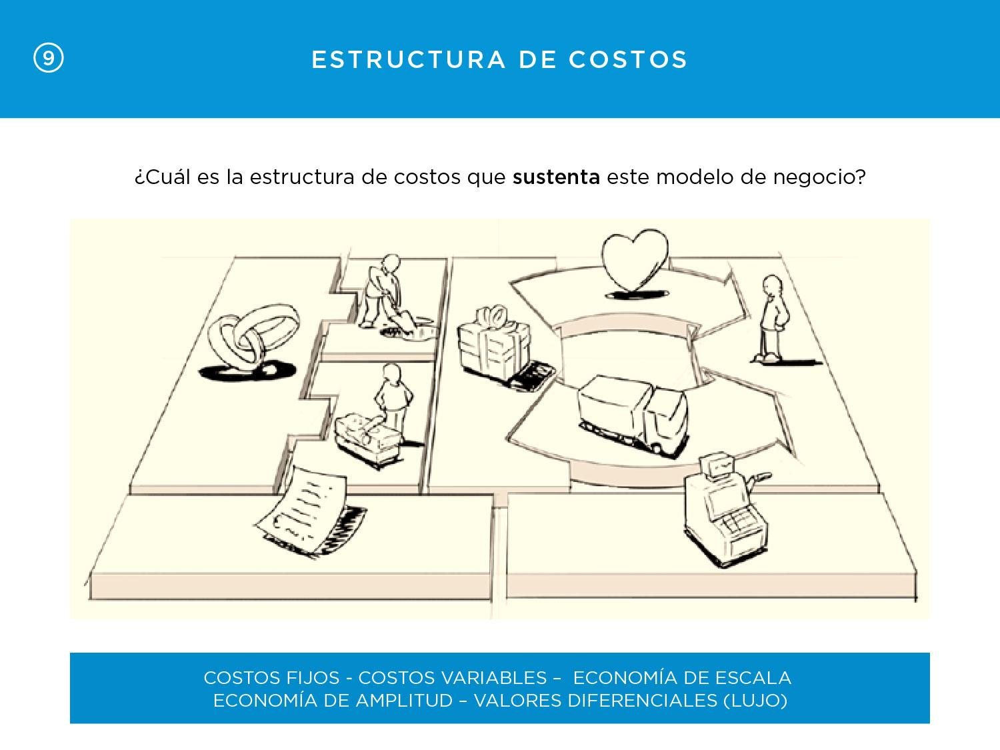 9
ESTRUCTURA DE COSTOS
¿Cuál es la estructura de costos que sustenta este modelo de negocio?
COSTOS FIJOS - COSTOS VARIABLES –  ECONOMÍA DE ESCALA
ECONOMÍA DE AMPLITUD – VALORES DIFERENCIALES (LUJO)